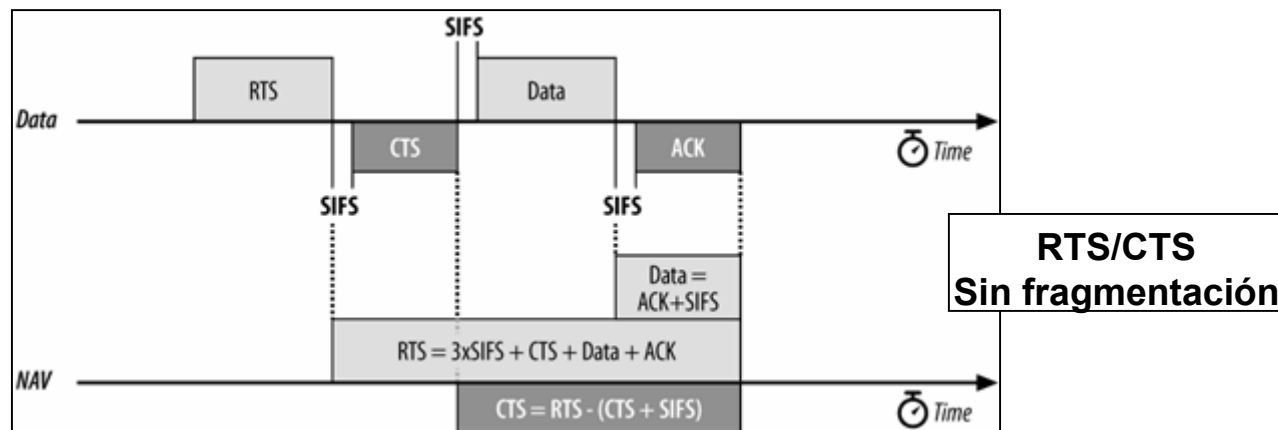 SIFS
RTS
Data
Data
CTS
ACK
Time
SIFS
SIFS
RTS/CTS
Sin fragmentación
Data =
ACK+SIFS
RTS = 3xSIFS + CTS + Data + ACK
NAV
CTS = RTS - (CTS + SIFS)
Time